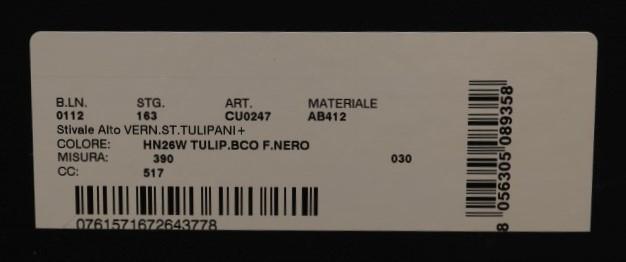 B.LN. STG. ART. MATERIALE
0112 163 CU0247 AB412
Stivale Alto VERN.ST.TULIPANI+
COLORE: HN26W TULIP.BCO F.NERO
MISURA: 390 030
CC: 517
0761571672643778
8 056305 089358